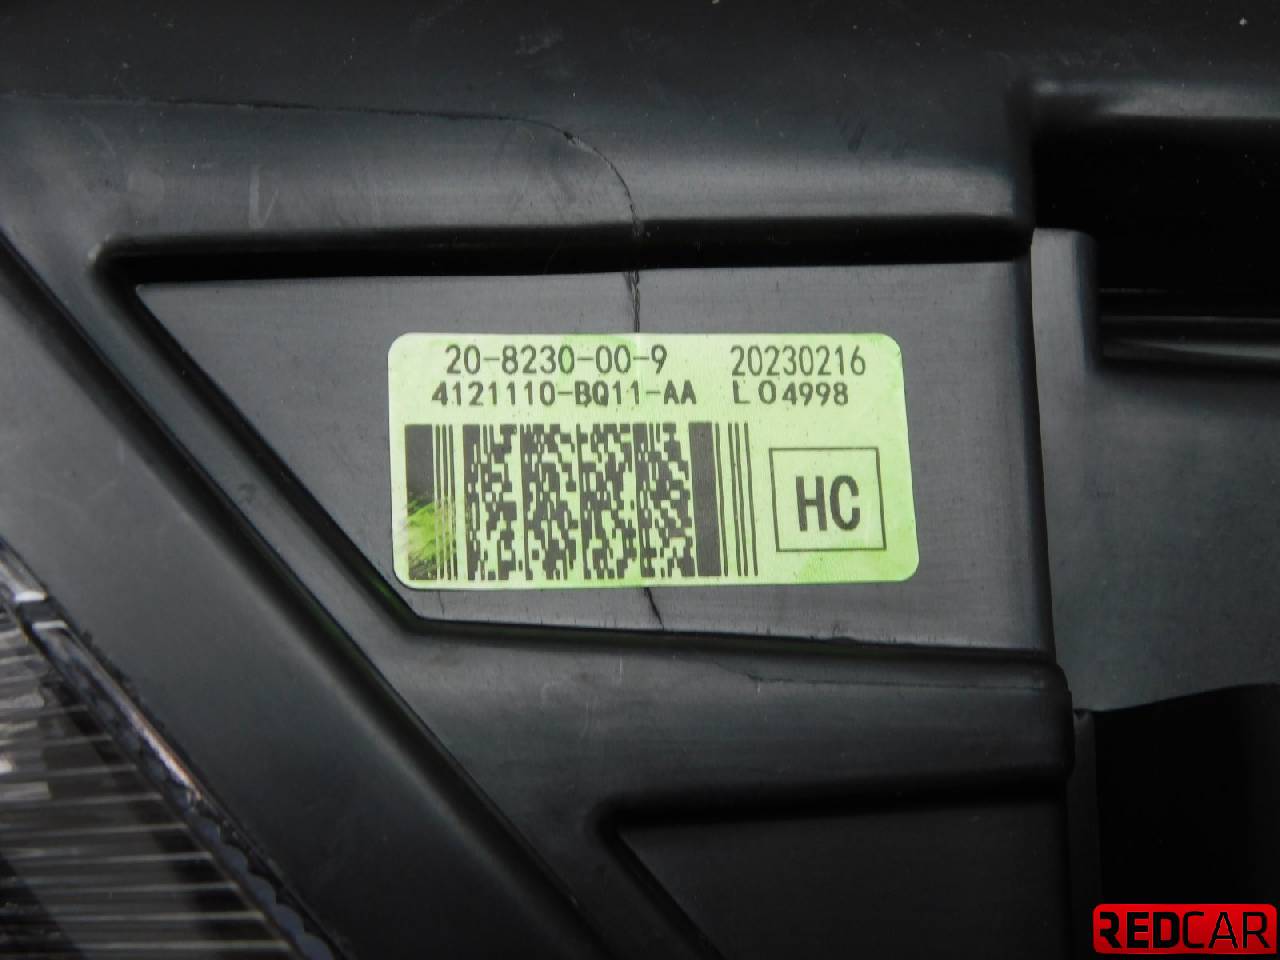 20-8230-00-9 20230216
4121110-BQ11-AA L04998
HC
REDCAR